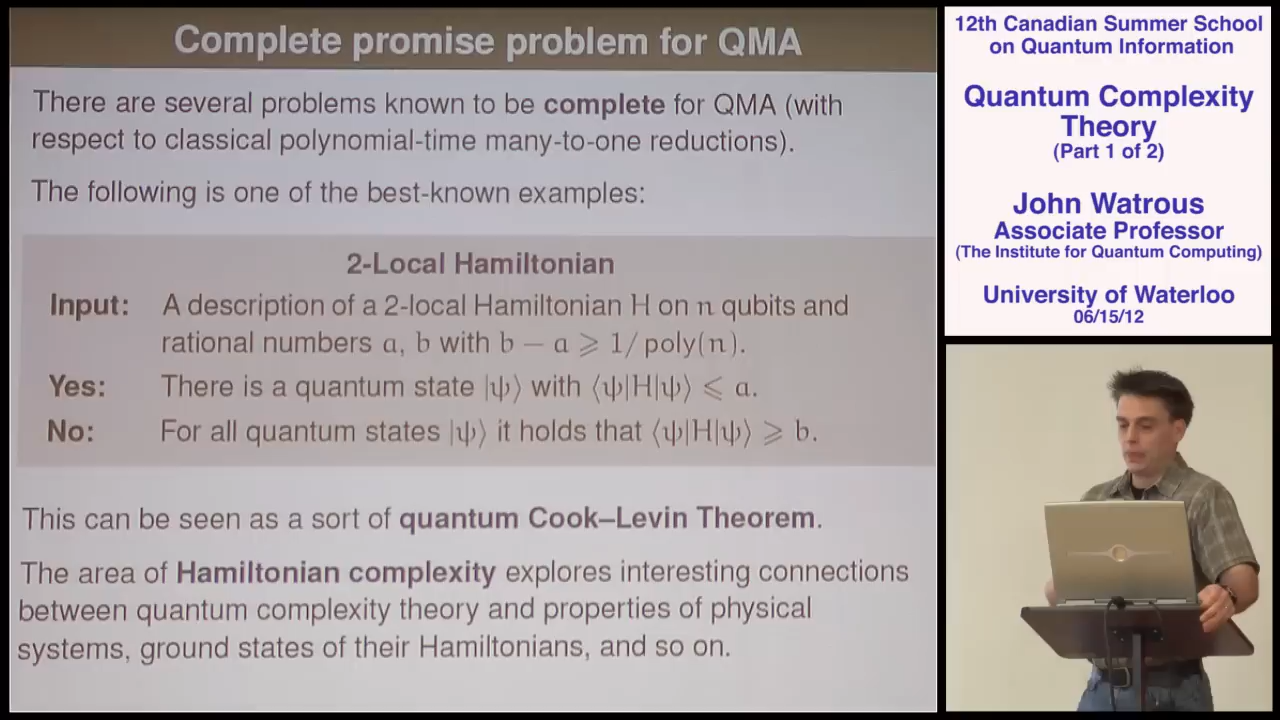 Complete promise problem for QMA
There are several problems known to be complete for QMA (with
respect to classical polynomial-time many-to-one reductions).
The following is one of the best-known examples:
2-Local Hamiltonian
Input: A description of a 2-local Hamiltonian H on n qubits and
rational numbers a, b with b − a ⩾ 1/ poly(n).
Yes: There is a quantum state |ψ⟩ with ⟨ψ|H|ψ⟩ ⩽ a.
No: For all quantum states |ψ⟩ it holds that ⟨ψ|H|ψ⟩ ⩾ b.
This can be seen as a sort of quantum Cook–Levin Theorem.
The area of Hamiltonian complexity explores interesting connections
between quantum complexity theory and properties of physical
systems, ground states of their Hamiltonians, and so on.
12th Canadian Summer School
on Quantum Information
Quantum Complexity
Theory
(Part 1 of 2)
John Watrous
Associate Professor
(The Institute for Quantum Computing)
University of Waterloo
06/15/12